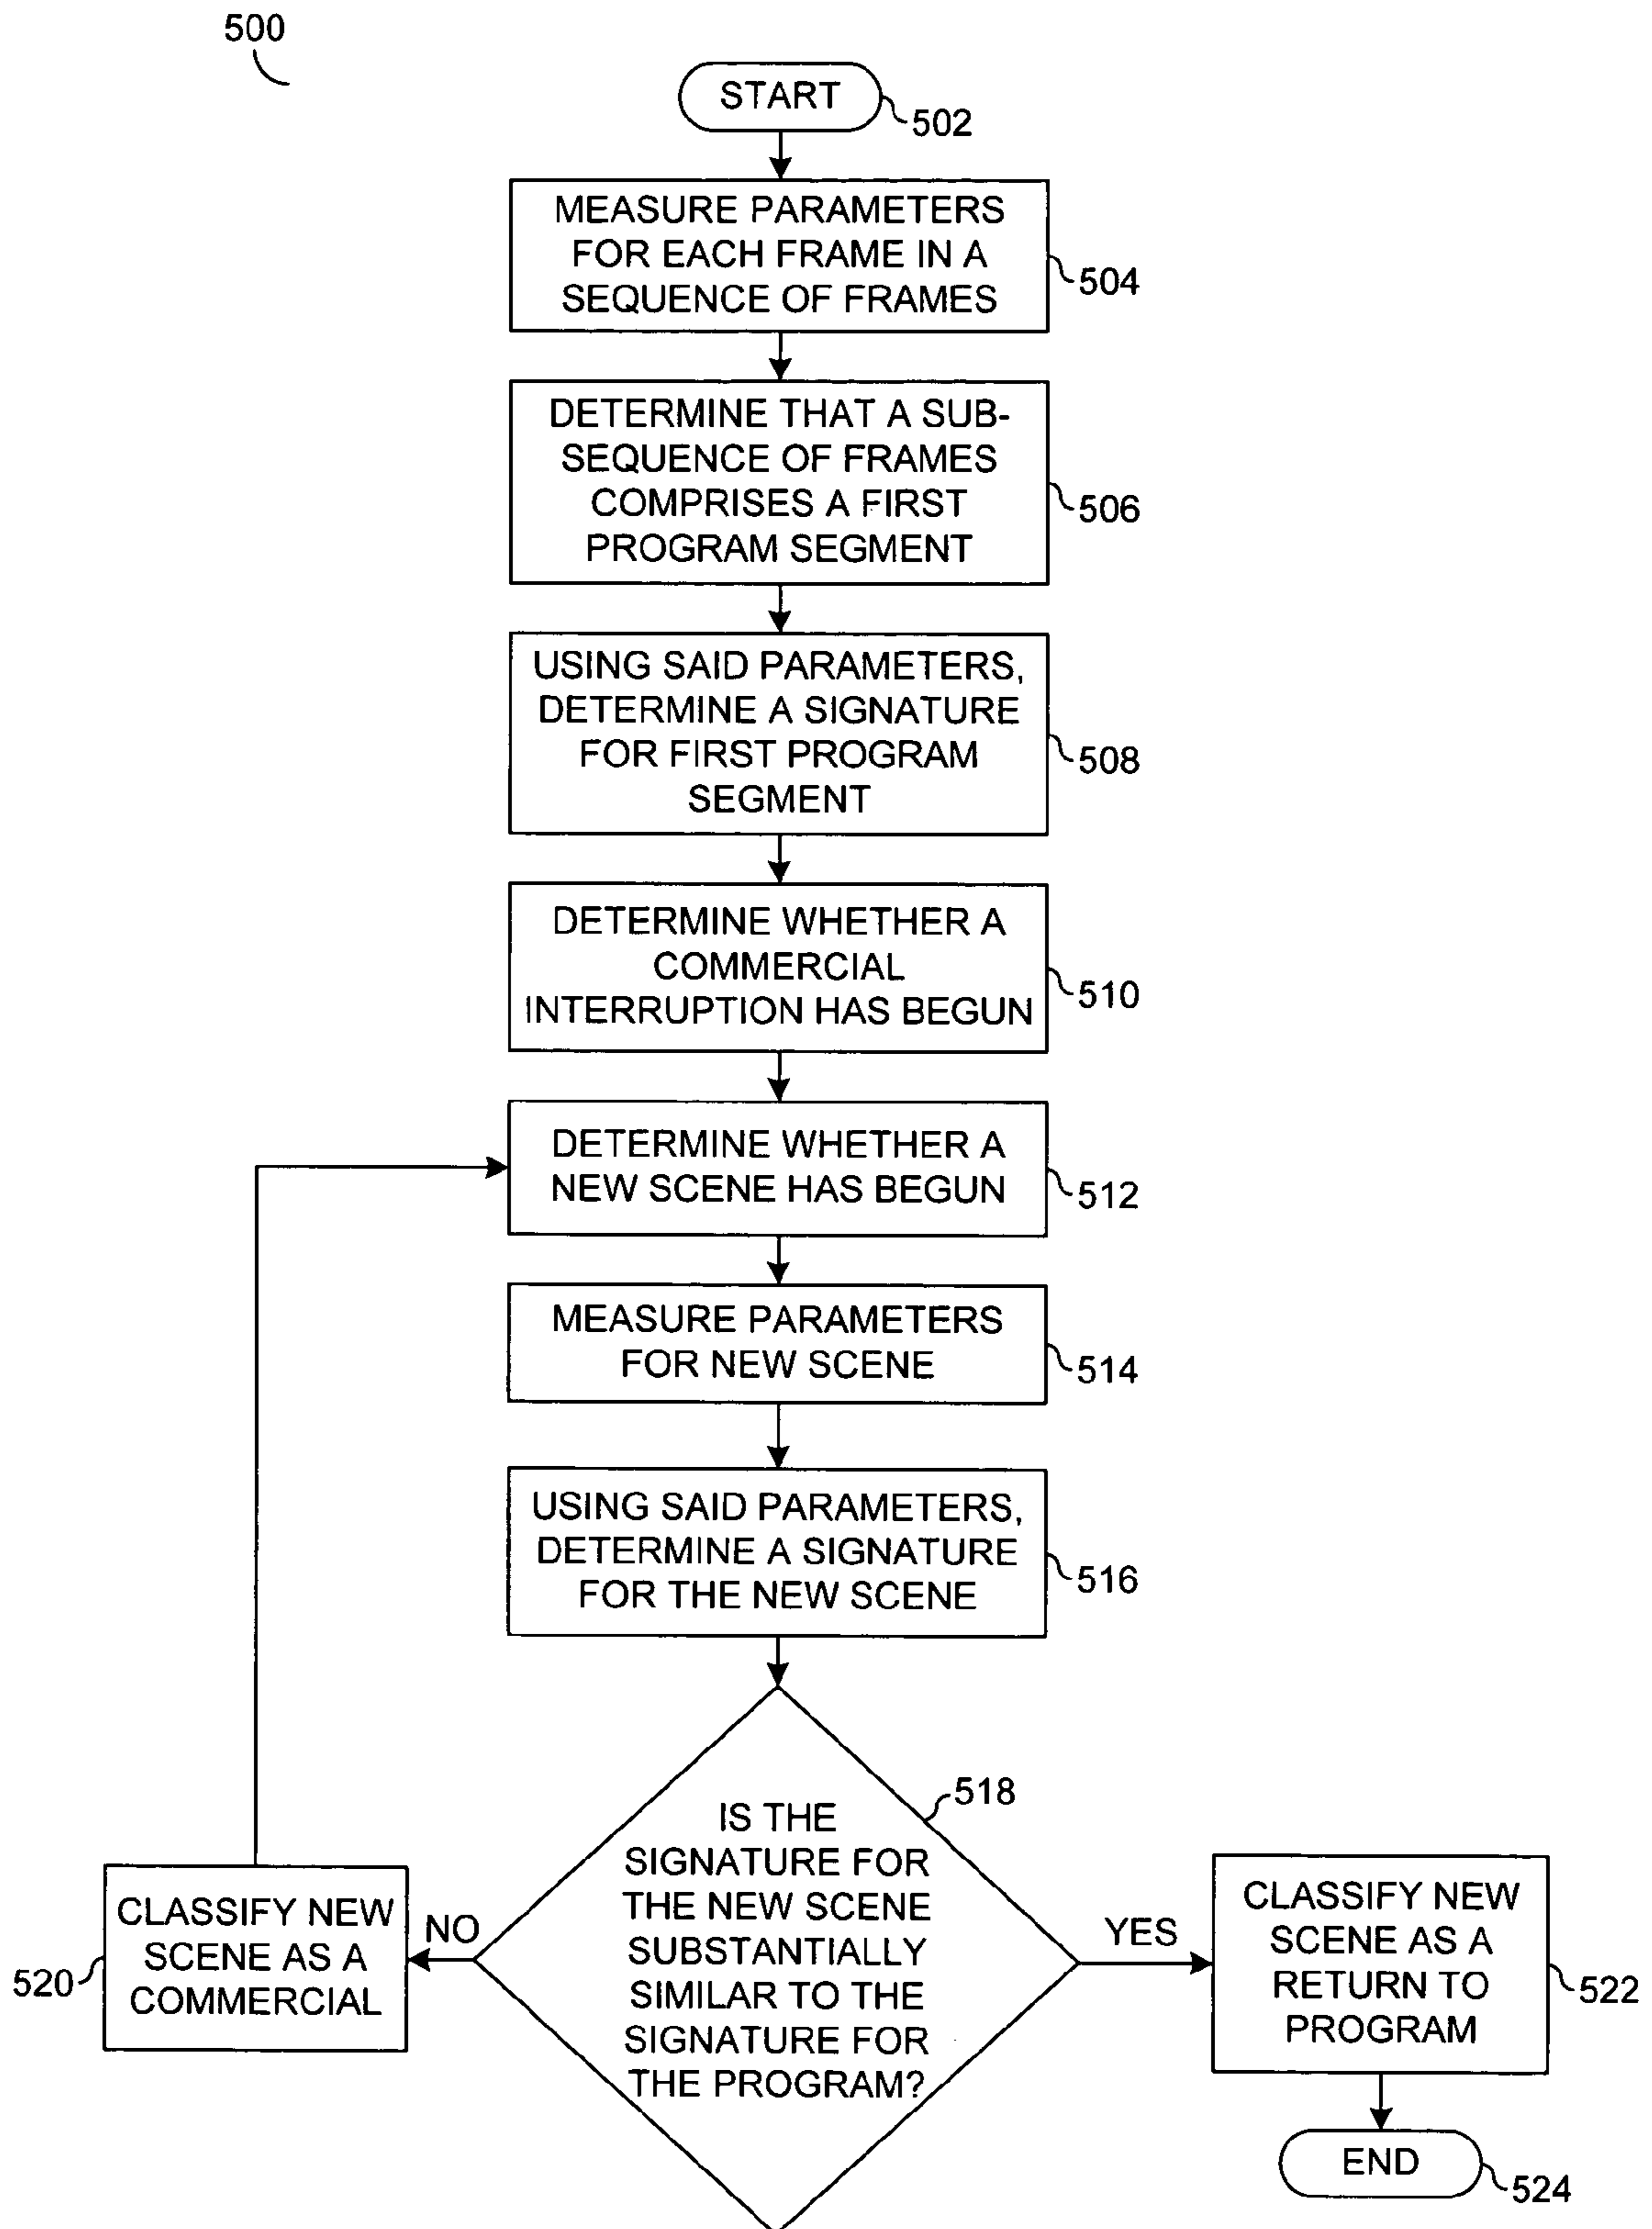 500
START
502
MEASURE PARAMETERS
FOR EACH FRAME IN A
SEQUENCE OF FRAMES
504
DETERMINE THAT A SUB-
SEQUENCE OF FRAMES
COMPRISES A FIRST
PROGRAM SEGMENT
506
USING SAID PARAMETERS,
DETERMINE A SIGNATURE
FOR FIRST PROGRAM
SEGMENT
508
DETERMINE WHETHER A
COMMERCIAL
INTERRUPTION HAS BEGUN
510
DETERMINE WHETHER A
NEW SCENE HAS BEGUN
512
MEASURE PARAMETERS
FOR NEW SCENE
514
USING SAID PARAMETERS,
DETERMINE A SIGNATURE
FOR THE NEW SCENE
516
IS THE
SIGNATURE FOR
THE NEW SCENE
SUBSTANTIALLY
SIMILAR TO THE
SIGNATURE FOR
THE PROGRAM?
518
NO
CLASSIFY NEW
SCENE AS A
COMMERCIAL
520
YES
CLASSIFY NEW
SCENE AS A
RETURN TO
PROGRAM
522
END
524